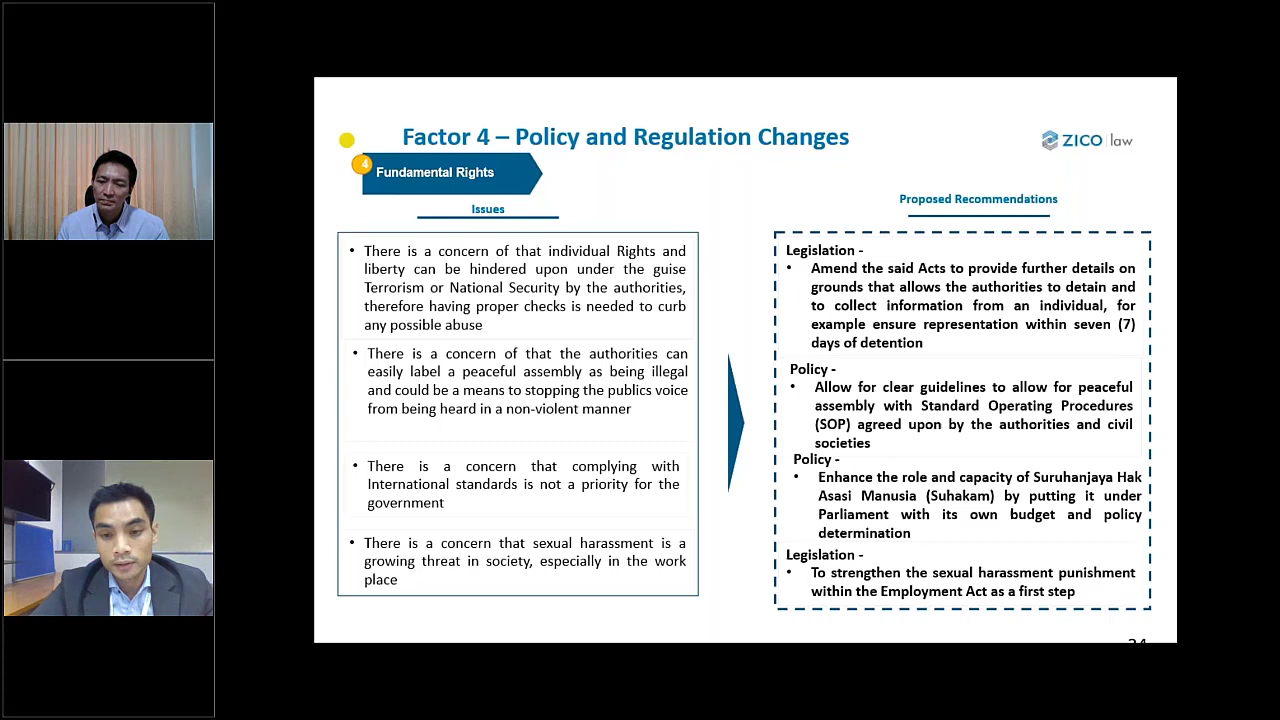 Factor 4 – Policy and Regulation Changes
ZICO law
4
Fundamental Rights
Issues
• There is a concern of that individual Rights and
liberty can be hindered upon under the guise
Terrorism or National Security by the authorities,
therefore having proper checks is needed to curb
any possible abuse
• There is a concern of that the authorities can
easily label a peaceful assembly as being illegal
and could be a means to stopping the publics voice
from being heard in a non-violent manner
• There is a concern that complying with
International standards is not a priority for the
government
• There is a concern that sexual harassment is a
growing threat in society, especially in the work
place
Proposed Recommendations
Legislation -
• Amend the said Acts to provide further details on
grounds that allows the authorities to detain and
to collect information from an individual, for
example ensure representation within seven (7)
days of detention
Policy -
• Allow for clear guidelines to allow for peaceful
assembly with Standard Operating Procedures
(SOP) agreed upon by the authorities and civil
societies
Policy -
• Enhance the role and capacity of Suruhanjaya Hak
Asasi Manusia (Suhakam) by putting it under
Parliament with its own budget and policy
determination
Legislation -
• To strengthen the sexual harassment punishment
within the Employment Act as a first step